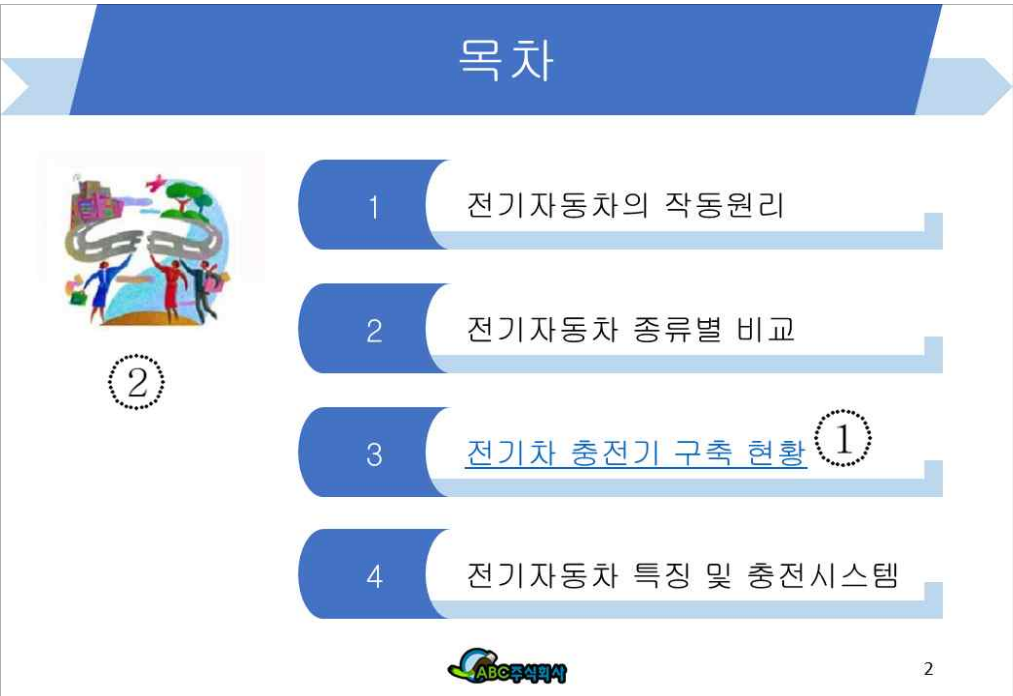 목차
1 전기자동차의 작동원리
2 전기자동차 종류별 비교
②
3 전기차 충전기 구축 현황 ①
4 전기자동차 특징 및 충전시스템
ABC주식회사
2